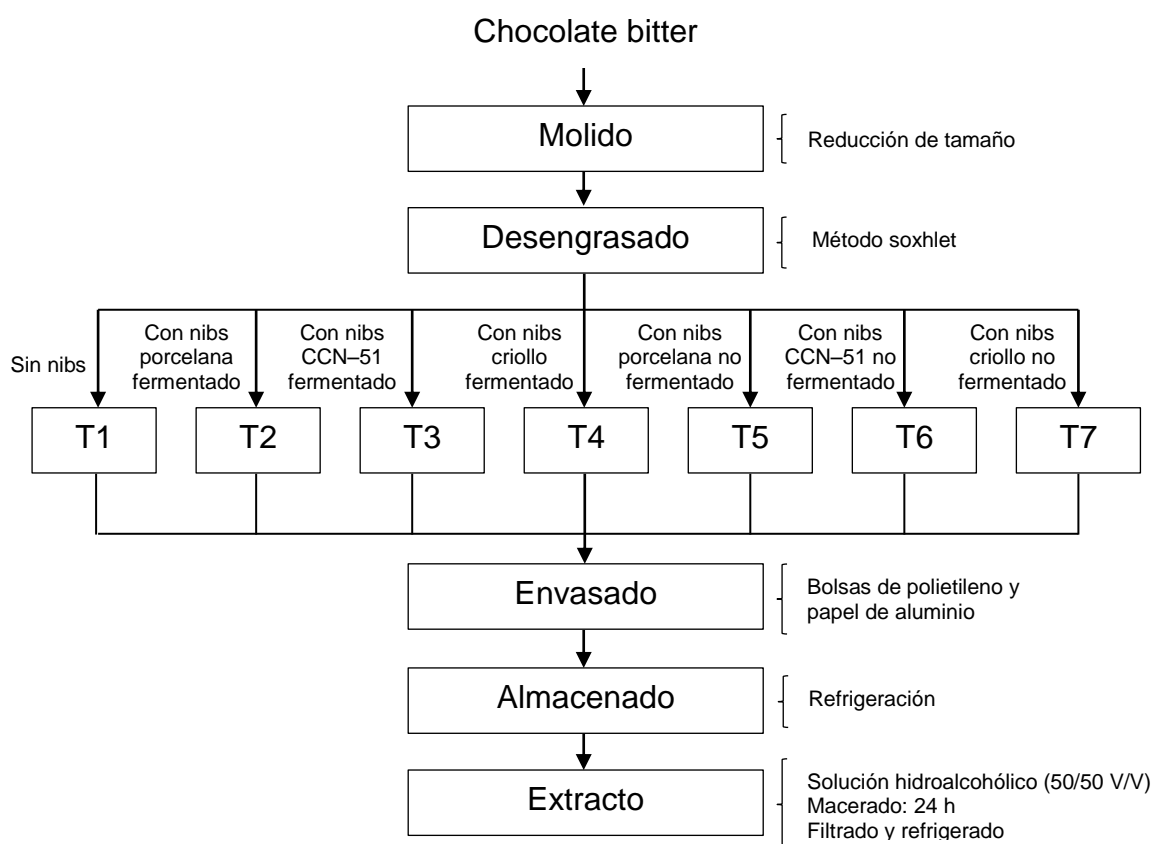 Chocolate bitter
Molido
Reducción de tamaño
Desengrasado
Método soxhlet
Sin nibs
Con nibs
porcelana
fermentado
Con nibs
CCN–51
fermentado
Con nibs
criollo
fermentado
Con nibs
porcelana no
fermentado
Con nibs
CCN–51 no
fermentado
Con nibs
criollo no
fermentado
T1
T2
T3
T4
T5
T6
T7
Envasado
Bolsas de polietileno y
papel de aluminio
Almacenado
Refrigeración
Extracto
Solución hidroalcohólico (50/50 V/V)
Macerado: 24 h
Filtrado y refrigerado